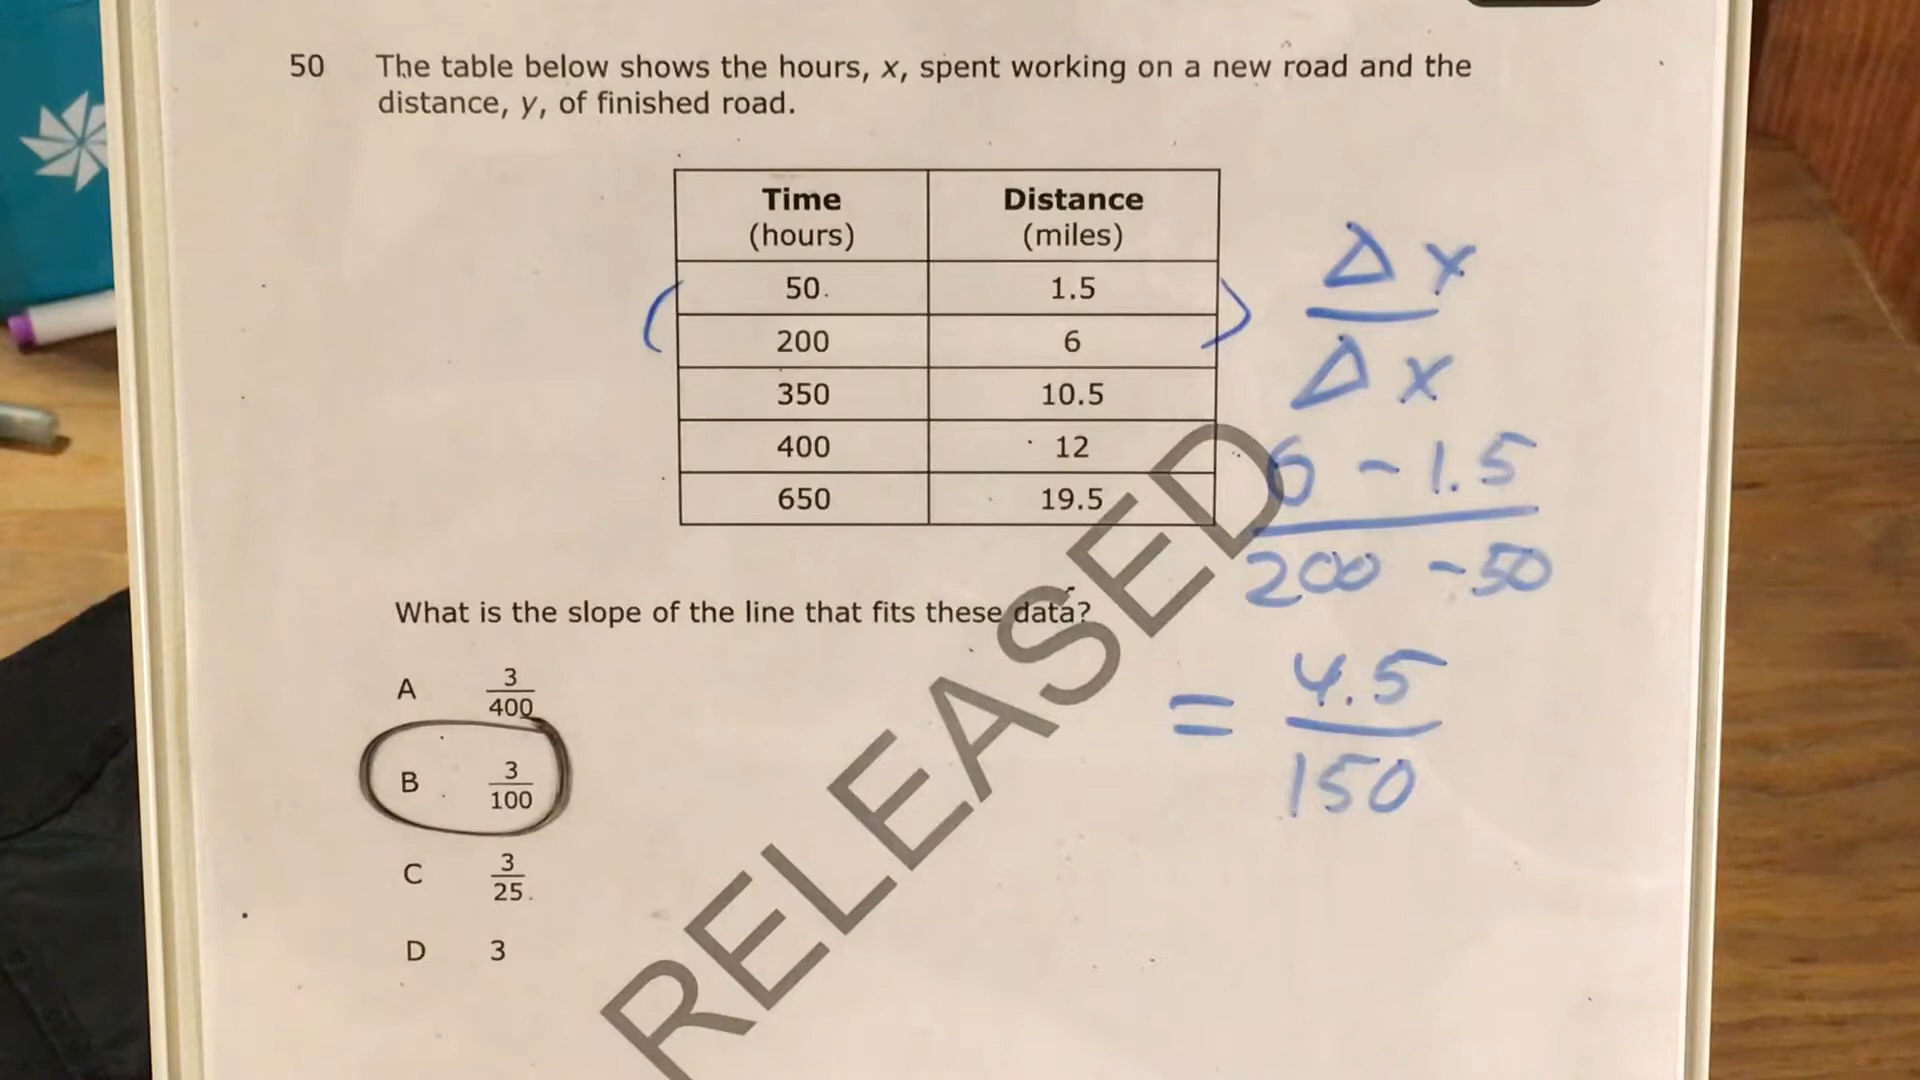 50 The table below shows the hours, x, spent working on a new road and the
distance, y, of finished road.
Time (hours) Distance (miles)
50 1.5
200 6
350 10.5
400 12
650 19.5
What is the slope of the line that fits these data?
A 3/400
B 3/100
C 3/25
D 3
Δy
Δx
6 - 1.5
200 - 50
= 4.5
150
RELEASED